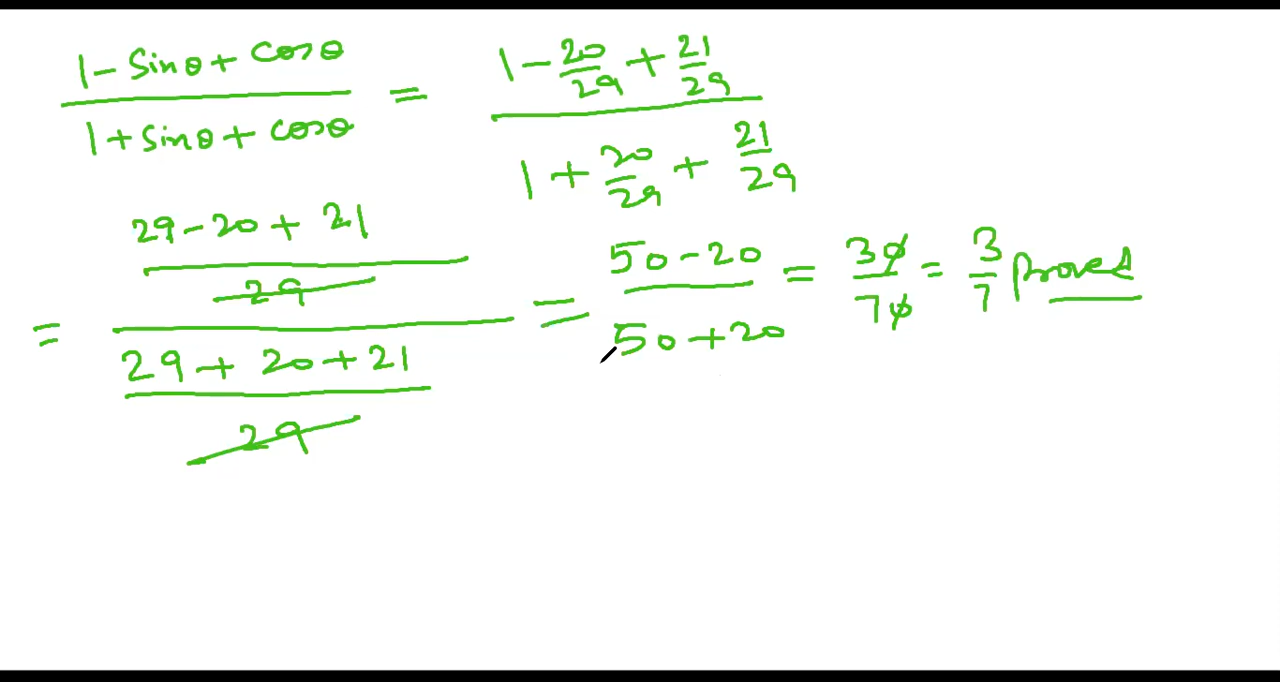 1 - Sinθ + Cosθ / 1 + Sinθ + Cosθ = 1 - 20/29 + 21/29 / 1 + 20/29 + 21/29
= 29 - 20 + 21 / 29 / 29 + 20 + 21 / 29 = 50 - 20 / 50 + 20 = 30/70 = 3/7 Proved